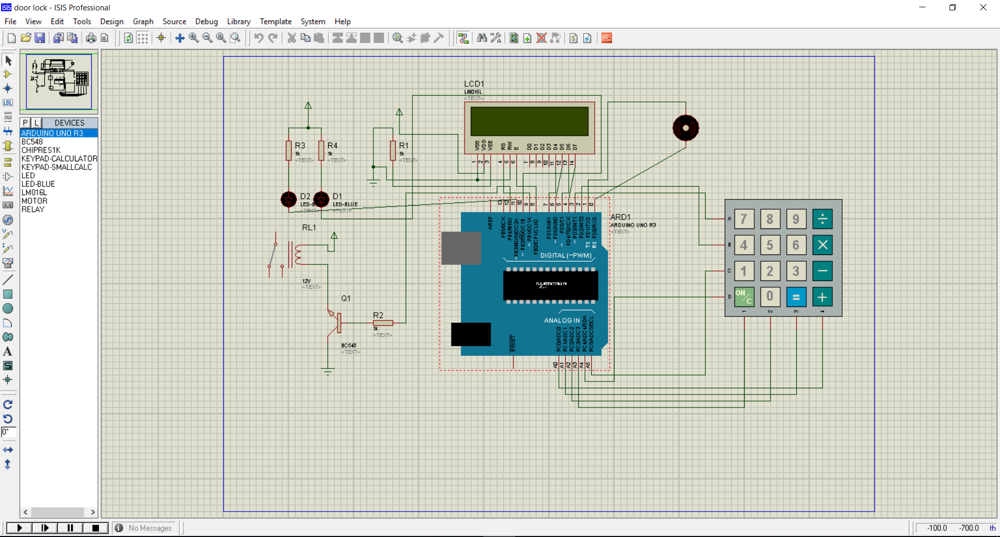 door lock - ISIS Professional
File View Edit Tools Design Graph Source Debug Library Template System Help
ARES
LBL
P L DEVICES
ARDUINO UNO R3
BC548
CHIPRES1K
KEYPAD-CALCULATOR
KEYPAD-SMALLCALC
LED
LED-BLUE
LM016L
MOTOR
RELAY
LCD1
LM016L
<TEXT>
VSS VDD VEE RS RW E D0 D1 D2 D3 D4 D5 D6 D7
1 2 3 4 5 6 7 8 9 10 11 12 13 14
R3
1k
<TEXT>
R4
1k
<TEXT>
R1
1k
<TEXT>
D2
<TEXT>
D1
LED-BLUE
<TEXT>
RL1
12V
<TEXT>
Q1
BC548
<TEXT>
R2
1k
<TEXT>
ARD1
ARDUINO UNO R3
<TEXT>
13 12 11 10 9 8 7 6 5 4 3 2 1 0
AREF
PB5/SCK
PB4/MISO
~PB3/MOSI/OC2A
~PB2/SS/OC1B
~PB1/OC1A
PB0/ICP1/CLKO
PD7/AIN1
~PD6/AIN0
~PD5/T1
PD4/T0/XCK
~PD3/INT1
PD2/INT0
TX PD1/TXD
RX PD0/RXD
DIGITAL (~PWM)
ANALOG IN
RESET
PC0/ADC0
PC1/ADC1
PC2/ADC2
PC3/ADC3
PC4/ADC4/SDA
PC5/ADC5/SCL
A0 A1 A2 A3 A4 A5
A 7 8 9 ÷
B 4 5 6 ×
C 1 2 3 −
D ON/C 0 = +
1 2 3 4
0°
No Messages
-100.0 -700.0 th